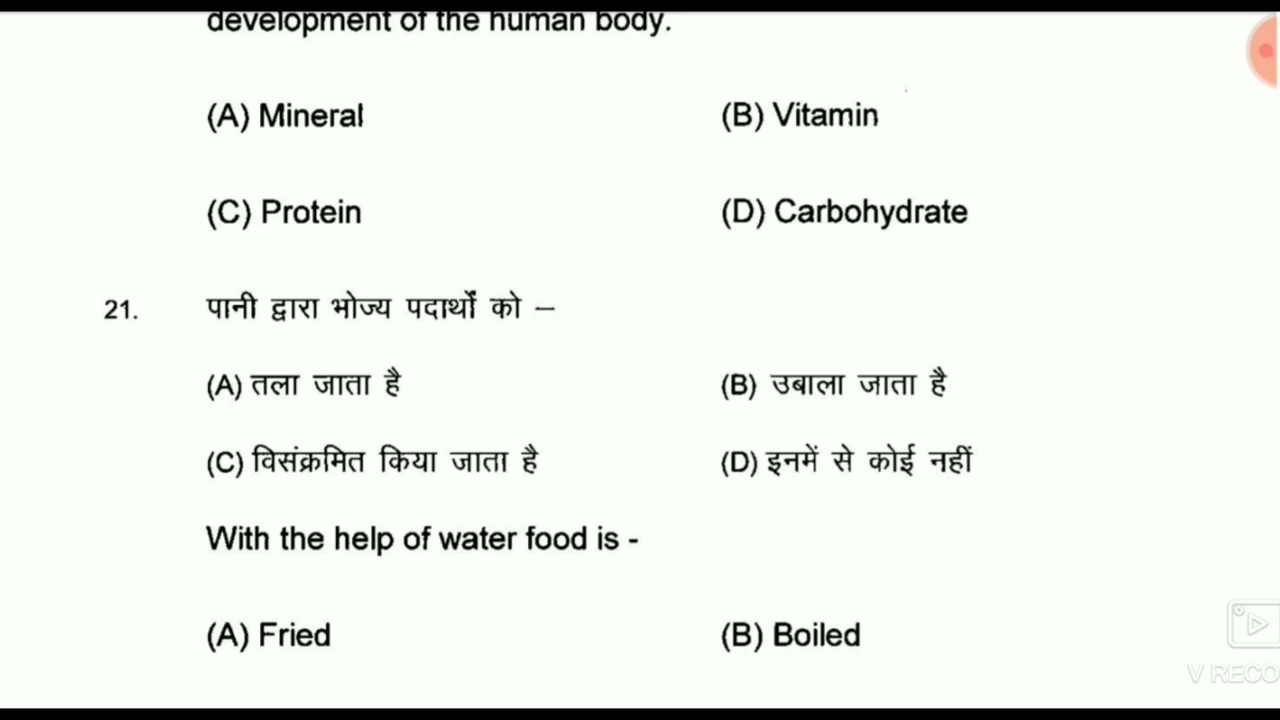 development of the human body.
(A) Mineral (B) Vitamin
(C) Protein (D) Carbohydrate
21. पानी द्वारा भोज्य पदार्थों को –
(A) तला जाता है (B) उबाला जाता है
(C) विसंक्रमित किया जाता है (D) इनमें से कोई नहीं
With the help of water food is -
(A) Fried (B) Boiled
V RECO